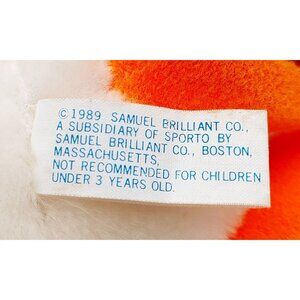 ©1989 SAMUEL BRILLIANT CO.,
A SUBSIDIARY OF SPORTO BY
SAMUEL BRILLIANT CO., BOSTON,
MASSACHUSETTS,
NOT RECOMMENDED FOR CHILDREN
UNDER 3 YEARS OLD.